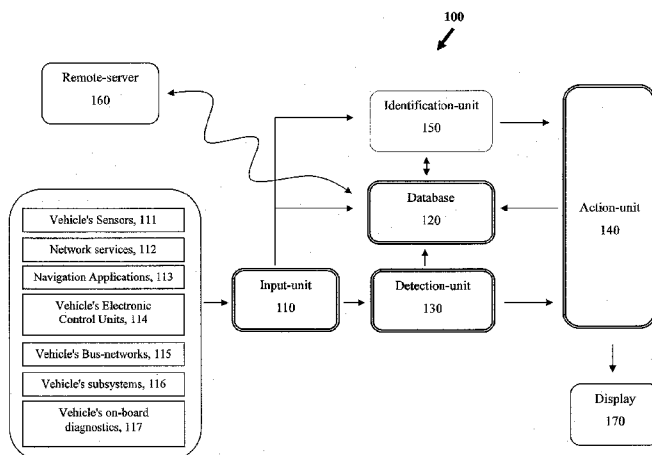 100
Remote-server
160
Identification-unit
150
Database
120
Action-unit
140
Vehicle's Sensors, 111
Network services, 112
Navigation Applications, 113
Vehicle's Electronic
Control Units, 114
Vehicle's Bus-networks, 115
Vehicle's subsystems, 116
Vehicle's on-board
diagnostics, 117
Input-unit
110
Detection-unit
130
Display
170